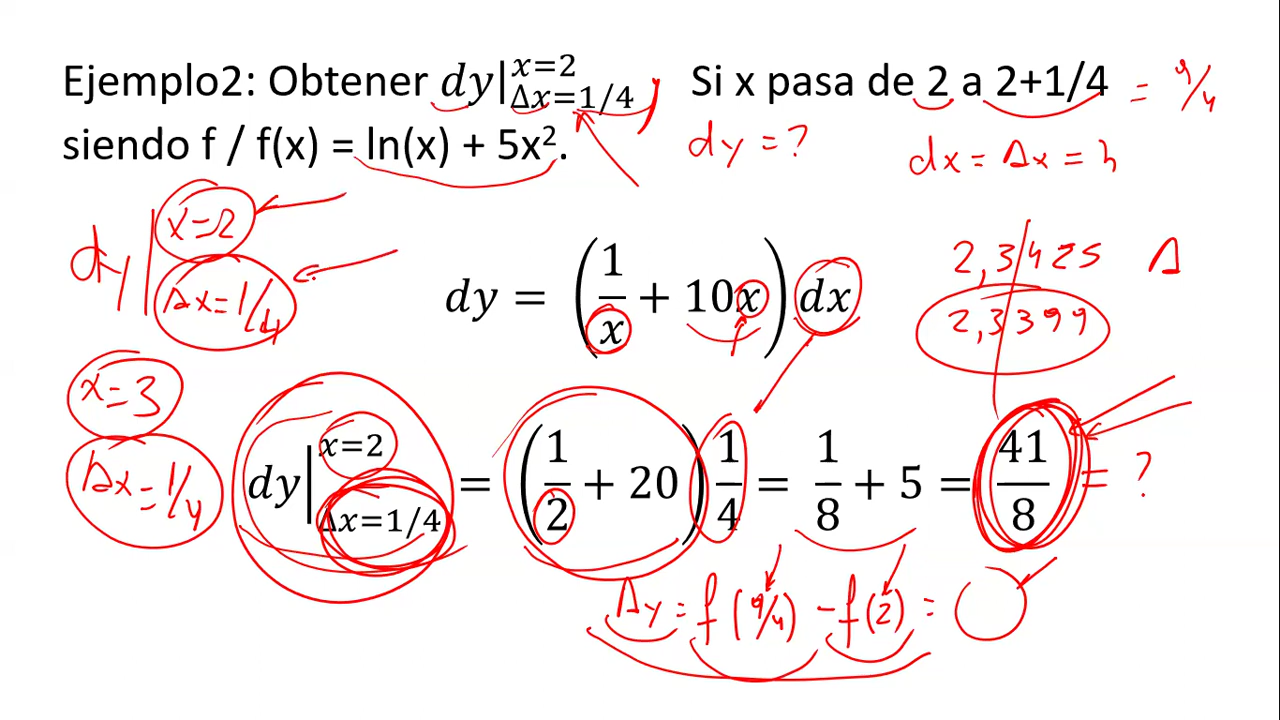 Ejemplo2: Obtener dy|^{x=2}_{Δx=1/4} Si x pasa de 2 a 2+1/4 = 9/4
siendo f / f(x) = ln(x) + 5x². dy = ? dx = Δx = h
dy| x=2
Δx=1/4
2,3425 Δ
2,3399
dy = (1/x + 10x) dx
x=3
Δx=1/4
dy|^{x=2}_{Δx=1/4} = (1/2 + 20) 1/4 = 1/8 + 5 = 41/8 = ?
Δy = f(9/4) - f(2) =